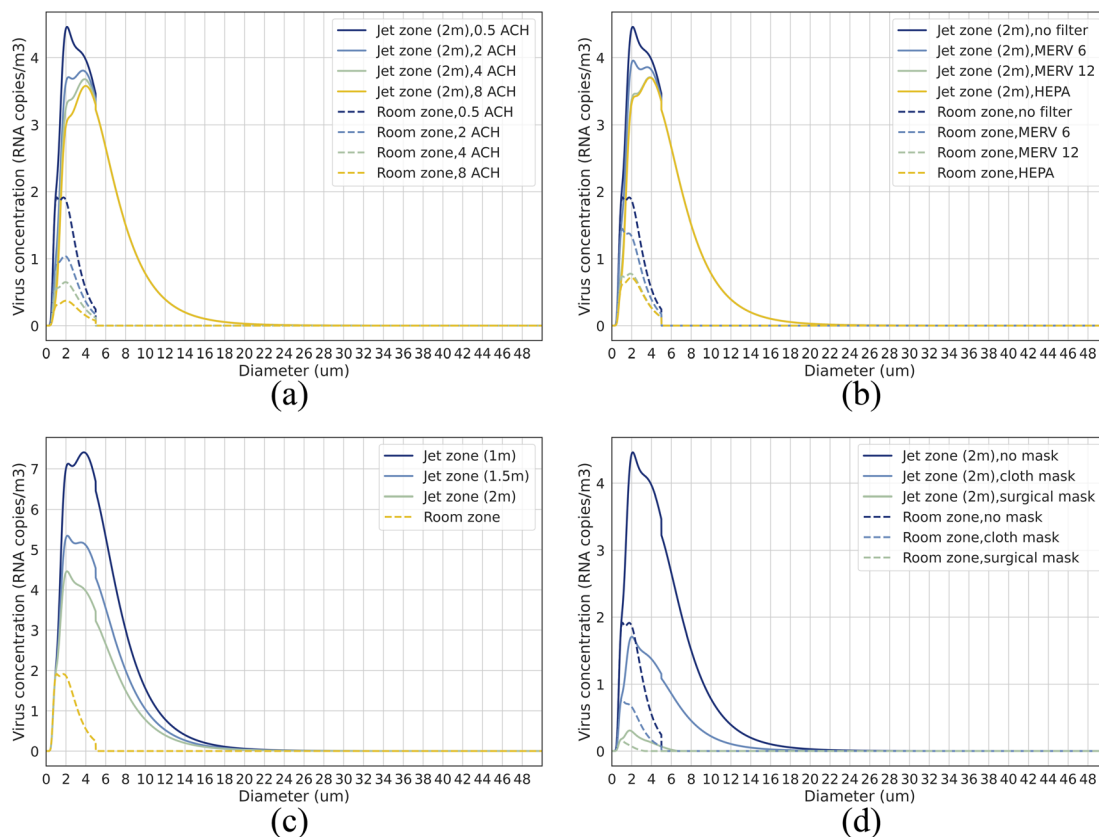 Virus concentration (RNA copies/m3)
4
3
2
1
0
Jet zone (2m),0.5 ACH
Jet zone (2m),2 ACH
Jet zone (2m),4 ACH
Jet zone (2m),8 ACH
Room zone,0.5 ACH
Room zone,2 ACH
Room zone,4 ACH
Room zone,8 ACH
0 2 4 6 8 10 12 14 16 18 20 22 24 26 28 30 32 34 36 38 40 42 44 46 48
Diameter (um)
(a)
Virus concentration (RNA copies/m3)
4
3
2
1
0
Jet zone (2m),no filter
Jet zone (2m),MERV 6
Jet zone (2m),MERV 12
Jet zone (2m),HEPA
Room zone,no filter
Room zone,MERV 6
Room zone,MERV 12
Room zone,HEPA
0 2 4 6 8 10 12 14 16 18 20 22 24 26 28 30 32 34 36 38 40 42 44 46 48
Diameter (um)
(b)
Virus concentration (RNA copies/m3)
7
6
5
4
3
2
1
0
Jet zone (1m)
Jet zone (1.5m)
Jet zone (2m)
Room zone
0 2 4 6 8 10 12 14 16 18 20 22 24 26 28 30 32 34 36 38 40 42 44 46 48
Diameter (um)
(c)
Virus concentration (RNA copies/m3)
4
3
2
1
0
Jet zone (2m),no mask
Jet zone (2m),cloth mask
Jet zone (2m),surgical mask
Room zone,no mask
Room zone,cloth mask
Room zone,surgical mask
0 2 4 6 8 10 12 14 16 18 20 22 24 26 28 30 32 34 36 38 40 42 44 46 48
Diameter (um)
(d)